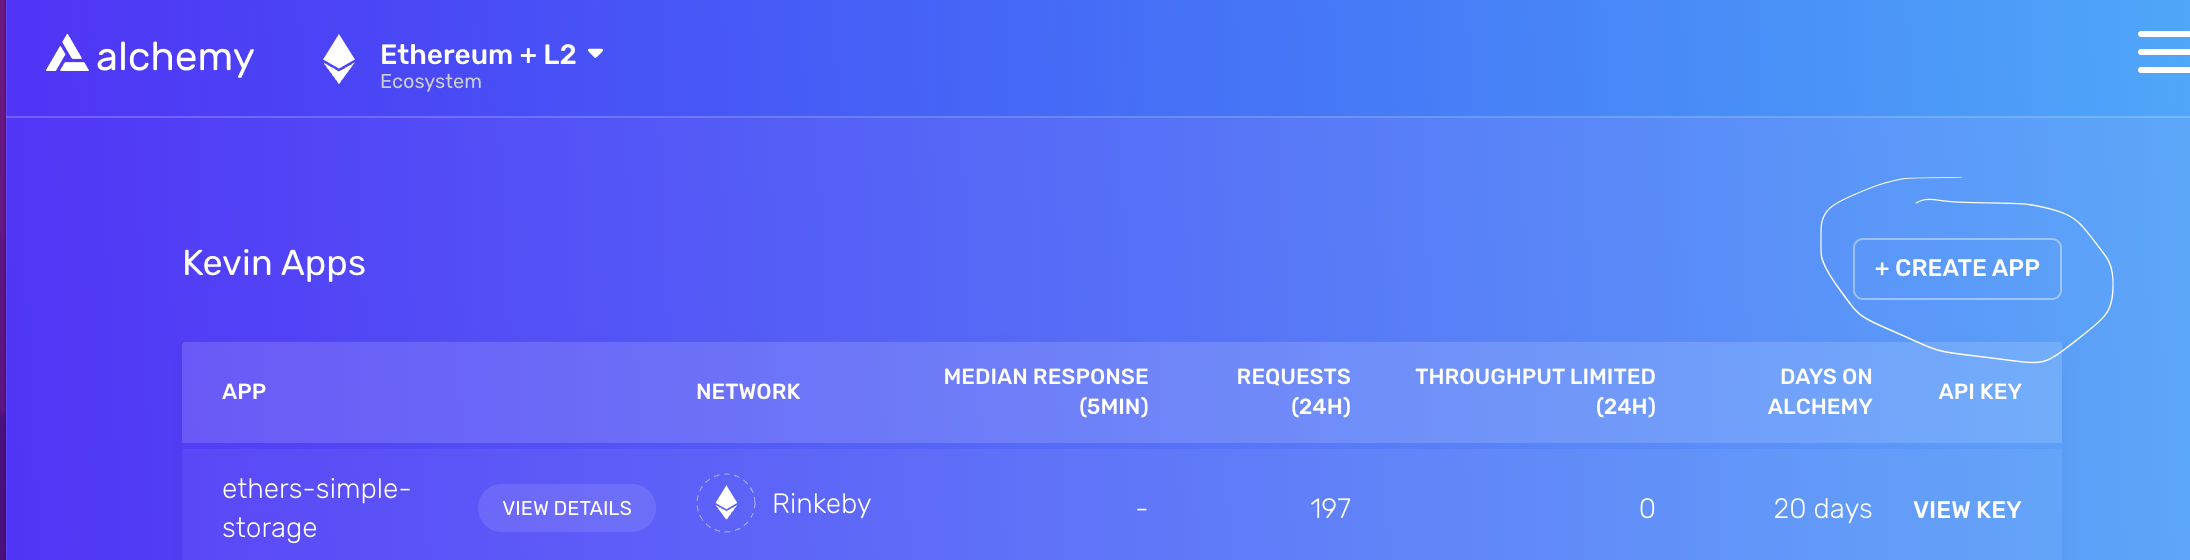 alchemy
Ethereum + L2
Ecosystem
Kevin Apps
+ CREATE APP
APP
NETWORK
MEDIAN RESPONSE
(5MIN)
REQUESTS
(24H)
THROUGHPUT LIMITED
(24H)
DAYS ON
ALCHEMY
API KEY
ethers-simple-
storage
VIEW DETAILS
Rinkeby
-
197
0
20 days
VIEW KEY